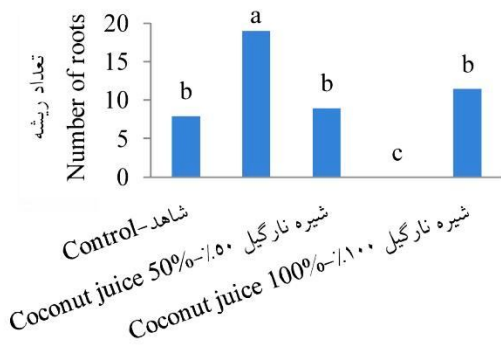 تعداد ریشه
Number of roots
20
15
10
5
0
b
a
b
c
b
Control-شاهد
Coconut juice 50%-٪۵۰ شیره نارگیل
Coconut juice 100%-٪۱۰۰ شیره نارگیل